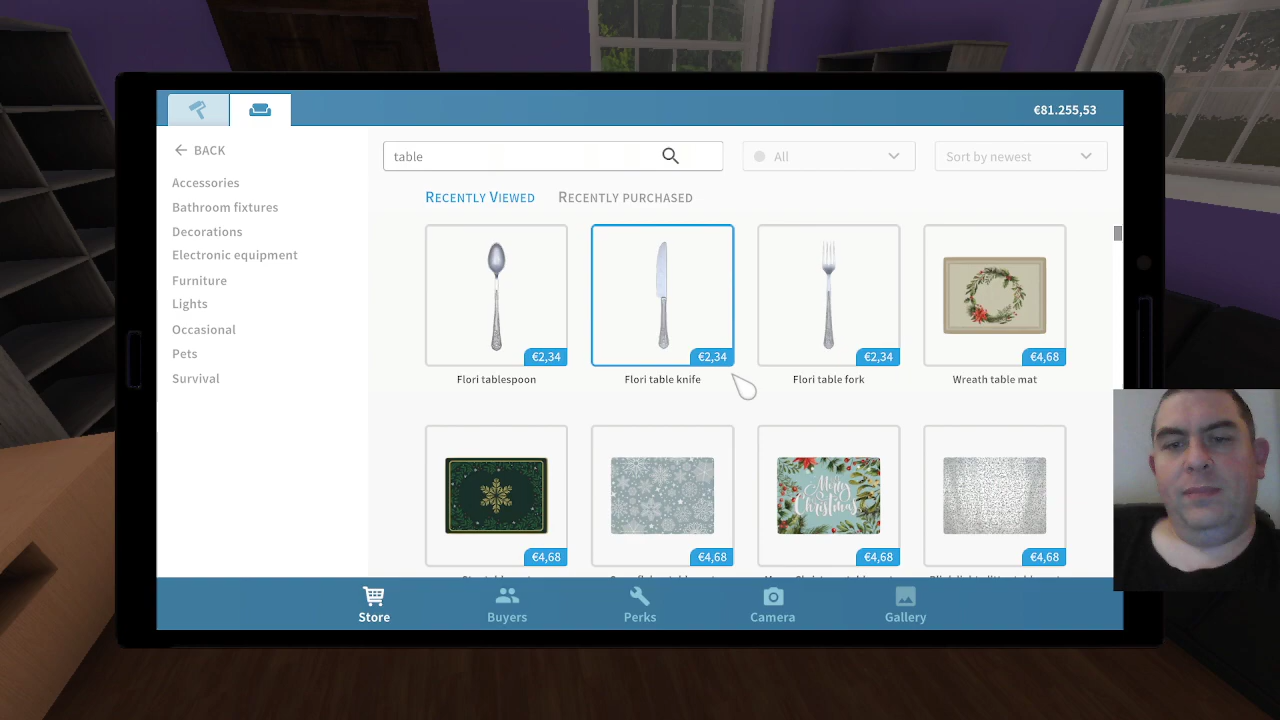 €81.255,53
BACK
table
All
Sort by newest
Accessories
Bathroom fixtures
Decorations
Electronic equipment
Furniture
Lights
Occasional
Pets
Survival
RECENTLY VIEWED
RECENTLY PURCHASED
€2,34
€2,34
€2,34
€4,68
Flori tablespoon
Flori table knife
Flori table fork
Wreath table mat
Merry
Christmas
€4,68
€4,68
€4,68
€4,68
Store
Buyers
Perks
Camera
Gallery